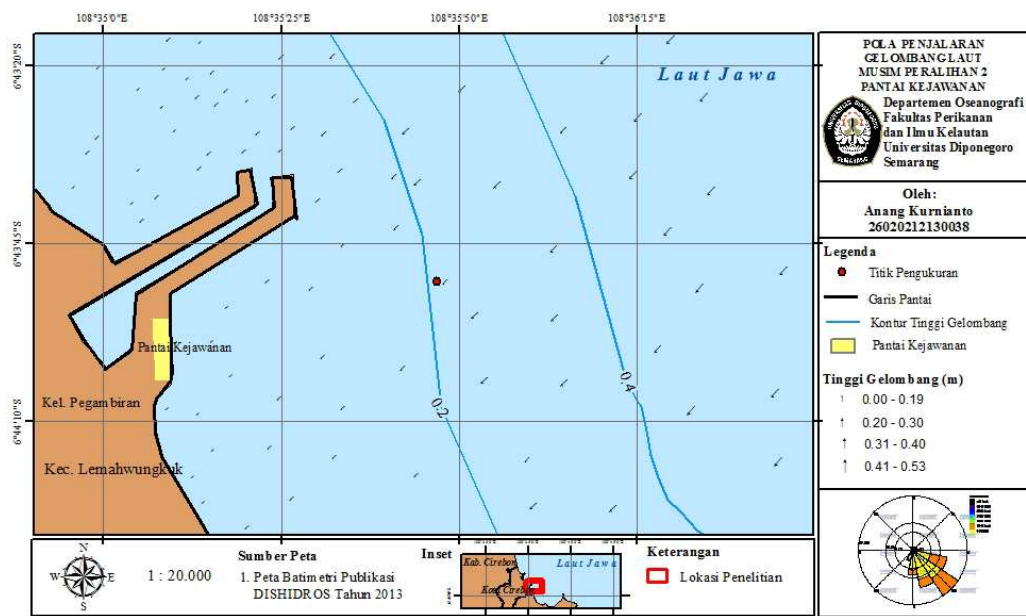 108°35'0"E
108°35'25"E
108°35'50"E
108°36'15"E
6°43'20"S
6°43'45"S
6°44'10"S
Laut Jawa
Pantai Kejawanan
Kel. Pegambiran
Kec. Lemahwungkuk
0.2
0.4
POLA PENJALARAN
GELOMBANG LAUT
MUSIM PERALIHAN 2
PANTAI KEJAWANAN
Departemen Oseanografi
Fakultas Perikanan
dan Ilmu Kelautan
Universitas Diponegoro
Semarang
Oleh:
Anang Kurnianto
26020212130038
Legenda
Titik Pengukuran
Garis Pantai
Kontur Tinggi Gelombang
Pantai Kejawanan
Tinggi Gelombang (m)
0.00 - 0.19
0.20 - 0.30
0.31 - 0.40
0.41 - 0.53
N
W E
S
1 : 20.000
Sumber Peta
1. Peta Batimetri Publikasi
DISHIDROS Tahun 2013
Inset
Kab. Cirebon
Laut Jawa
Kota Cirebon
Keterangan
Lokasi Penelitian